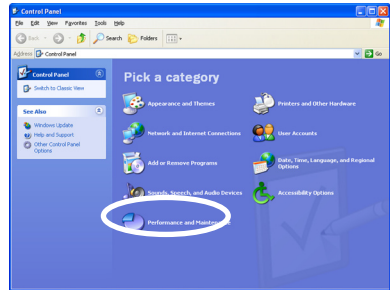 Control Panel
File Edit View Favorites Tools Help
Back Search Folders
Address Control Panel Go
Control Panel
Switch to Classic View
See Also
Windows Update
Help and Support
Other Control Panel
Options
Pick a category
Appearance and Themes
Printers and Other Hardware
Network and Internet Connections
User Accounts
Add or Remove Programs
Date, Time, Language, and Regional
Options
Sounds, Speech, and Audio Devices
Accessibility Options
Performance and Maintenance